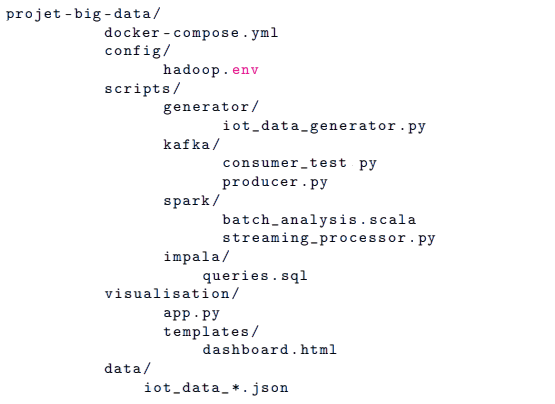 projet-big-data/
docker-compose.yml
config/
hadoop.env
scripts/
generator/
iot_data_generator.py
kafka/
consumer_test py
producer.py
spark/
batch_analysis.scala
streaming_processor.py
impala/
queries.sql
visualisation/
app.py
templates/
dashboard.html
data/
iot_data_*.json